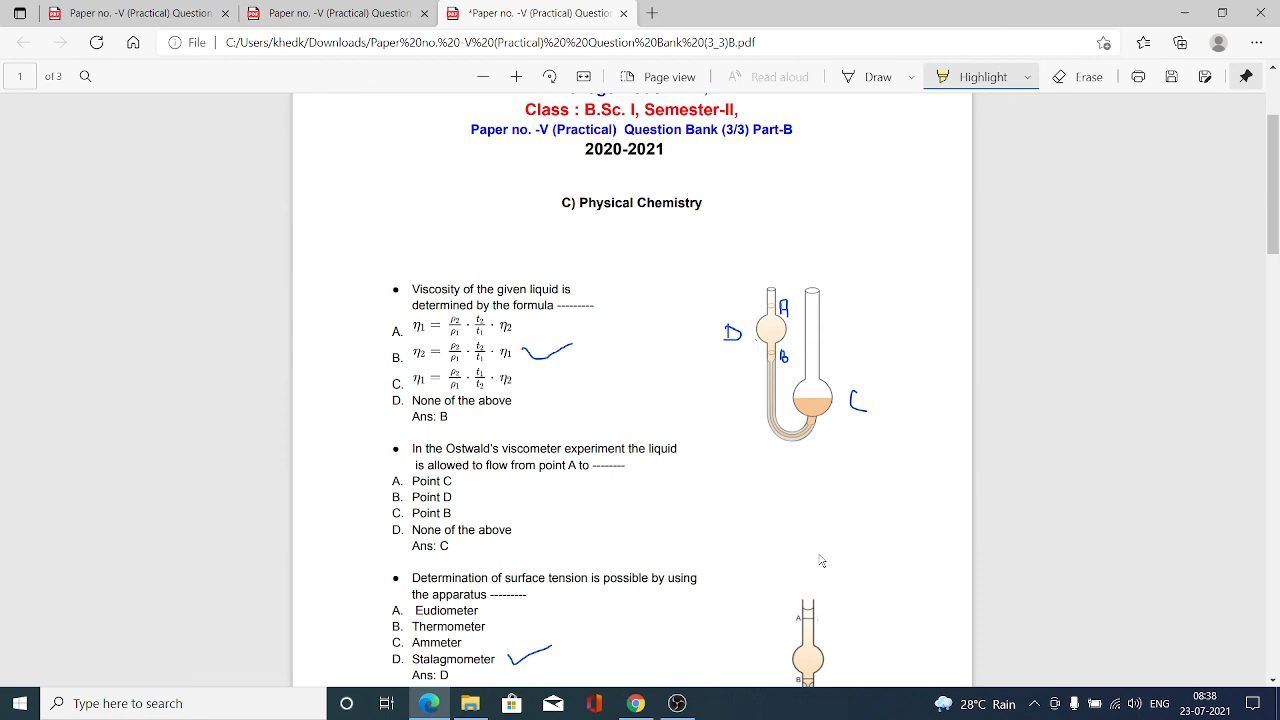 Paper no. -V (Practical) Question
Paper no. -V (Practical) Question
*Paper no. -V (Practical) Question
File C:/Users/khedk/Downloads/Paper%20no.%20-V%20(Practical)%20%20Question%20Bank%20(3_3)B.pdf
1 of 3 Page view Read aloud Draw Highlight Erase
Class : B.Sc. I, Semester-II,
Paper no. -V (Practical) Question Bank (3/3) Part-B
2020-2021
C) Physical Chemistry
● Viscosity of the given liquid is
determined by the formula ---------
A. η₁ = ρ₂/ρ₁ · t₂/t₁ · η₂
B. η₂ = ρ₂/ρ₁ · t₂/t₁ · η₁
C. η₁ = ρ₂/ρ₁ · t₁/t₂ · η₂
D. None of the above
Ans: B
A
D
B
C
● In the Ostwald's viscometer experiment the liquid
is allowed to flow from point A to --------
A. Point C
B. Point D
C. Point B
D. None of the above
Ans: C
● Determination of surface tension is possible by using
the apparatus ---------
A. Eudiometer
B. Thermometer
C. Ammeter
D. Stalagmometer
Ans: D
A
B
Type here to search
23°C Rain
ENG
08:38
23-07-2021